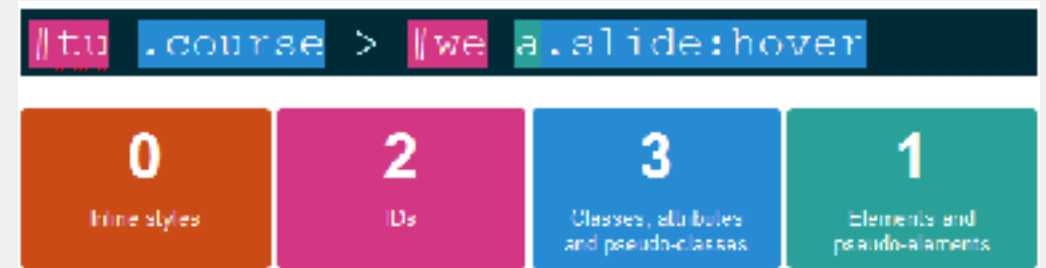 #tu .course > #we a.slide:hover
0
Inline styles
2
IDs
3
Classes, attributes
and pseudo-classes
1
Elements and
pseudo-elements